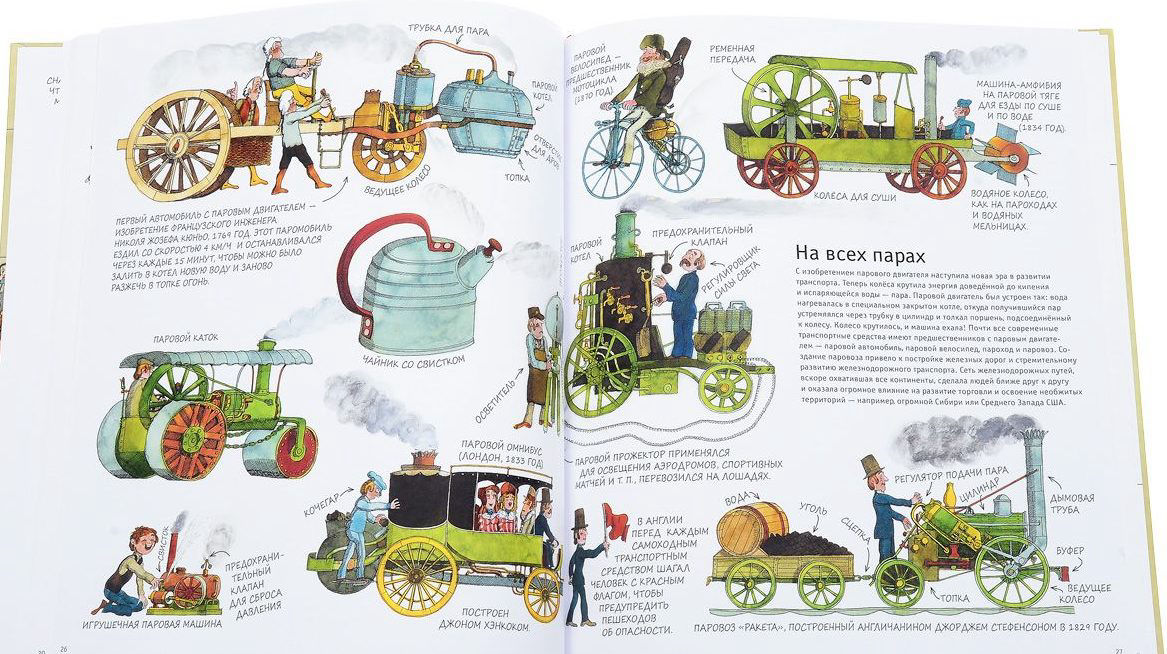 СН
ЧТ
ТРУБКА ДЛЯ ПАРА
ПАРОВОЙ
КОТЕЛ
ДЛЯ
ТОПКА
ВЕДУЩЕЕ КОЛЕСО
ПЕРВЫЙ АВТОМОБИЛЬ С ПАРОВЫМ ДВИГАТЕЛЕМ —
ИЗОБРЕТЕНИЕ ФРАНЦУЗСКОГО ИНЖЕНЕРА
НИКОЛЯ ЖОЗЕФА КЮНЬО, 1769 ГОД. ЭТОТ ПАРОМОБИЛЬ
ЕЗДИЛ СО СКОРОСТЬЮ 4 КМ/Ч И ОСТАНАВЛИВАЛСЯ
ЧЕРЕЗ КАЖДЫЕ 15 МИНУТ, ЧТОБЫ МОЖНО БЫЛО
ЗАЛИТЬ В КОТЕЛ НОВУЮ ВОДУ И ЗАНОВО
РАЗЖЕЧЬ В ТОПКЕ ОГОНЬ.
ЧАЙНИК СО СВИСТКОМ
ПАРОВОЙ КАТОК
ОСВЕТИТЕЛЬ
ПАРОВОЙ ОМНИБУС
(ЛОНДОН, 1833 ГОД)
КОЧЕГАР
ПОСТРОЕН
ДЖОНОМ ХЭНКОКОМ.
СВИСТОК
ПРЕДОХРАНИ-
ТЕЛЬНЫЙ
КЛАПАН
ДЛЯ СБРОСА
ДАВЛЕНИЯ
ИГРУШЕЧНАЯ ПАРОВАЯ МАШИНА
26
ПАРОВОЙ
ВЕЛОСИПЕД —
ПРЕДШЕСТВЕННИК
МОТОЦИКЛА
(1870 ГОД).
РЕМЕННАЯ
ПЕРЕДАЧА
МАШИНА-АМФИБИЯ
НА ПАРОВОЙ ТЯГЕ
ДЛЯ ЕЗДЫ ПО СУШЕ
И ПО ВОДЕ
(1834 ГОД).
КОЛЁСА ДЛЯ СУШИ
ВОДЯНОЕ КОЛЕСО,
КАК НА ПАРОХОДАХ
И ВОДЯНЫХ
МЕЛЬНИЦАХ.
ПАРОВОЙ
КОТЕЛ
ПРЕДОХРАНИТЕЛЬНЫЙ
КЛАПАН
РЕГУЛИРОВЩИК
СИЛЫ СВЕТА
На всех парах
С изобретением парового двигателя наступила новая эра в развитии
транспорта. Теперь колёса крутила энергия доведённой до кипения
и испаряющейся воды — пара. Паровой двигатель был устроен так: вода
нагревалась в специальном закрытом котле, откуда получившийся пар
устремлялся через трубку в цилиндр и толкал поршень, подсоединённый
к колесу. Колесо крутилось, и машина ехала! Почти все современные
транспортные средства имеют предшественников с паровым двигате-
лем — паровой автомобиль, паровой велосипед, пароход и паровоз. Со-
здание паровоза привело к постройке железных дорог и стремительному
развитию железнодорожного транспорта. Сеть железнодорожных путей,
вскоре охватившая все континенты, сделала людей ближе друг к другу
и оказала огромное влияние на развитие торговли и освоение необжитых
территорий — например, огромной Сибири или Среднего Запада США.
ПАРОВОЙ ПРОЖЕКТОР ПРИМЕНЯЛСЯ
ДЛЯ ОСВЕЩЕНИЯ АЭРОДРОМОВ, СПОРТИВНЫХ
МАТЧЕЙ И Т. П., ПЕРЕВОЗИЛСЯ НА ЛОШАДЯХ.
В АНГЛИИ
ПЕРЕД КАЖДЫМ
САМОХОДНЫМ
ТРАНСПОРТНЫМ
СРЕДСТВОМ ШАГАЛ
ЧЕЛОВЕК С КРАСНЫМ
ФЛАГОМ, ЧТОБЫ
ПРЕДУПРЕДИТЬ
ПЕШЕХОДОВ
ОБ ОПАСНОСТИ.
ВОДА
УГОЛЬ
СЦЕПКА
РЕГУЛЯТОР ПОДАЧИ ПАРА
ЦИЛИНДР
ДЫМОВАЯ
ТРУБА
БУФЕР
ВЕДУЩЕЕ
КОЛЕСО
ТОПКА
ПАРОВОЗ «РАКЕТА», ПОСТРОЕННЫЙ АНГЛИЧАНИНОМ ДЖОРДЖЕМ СТЕФЕНСОНОМ В 1829 ГОДУ.
27